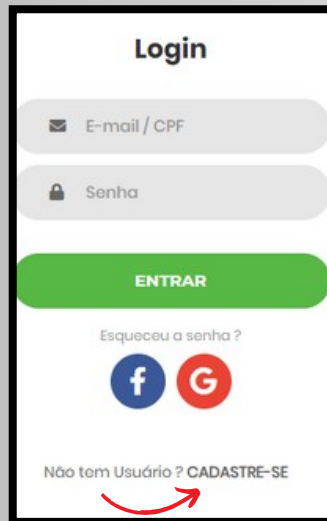 Login
E-mail / CPF
Senha
ENTRAR
Esqueceu a senha ?
f G
Não tem Usuário ? CADASTRE-SE